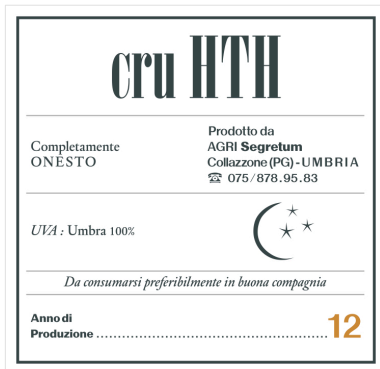 cru HTH
Completamente
ONESTO
Prodotto da
AGRI Segretum
Collazzone (PG) - UMBRIA
☎ 075/878.95.83
UVA : Umbra 100%
Da consumarsi preferibilmente in buona compagnia
Anno di
Produzione ........................................................ 12